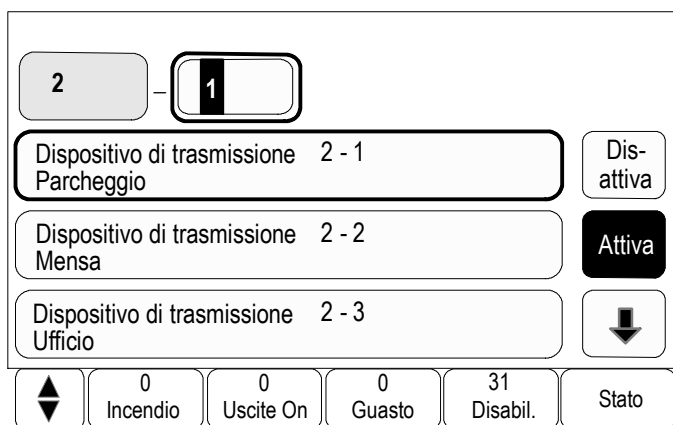 2 – 1
Dispositivo di trasmissione 2 - 1
Parcheggio
Dis-
attiva
Dispositivo di trasmissione 2 - 2
Mensa
Attiva
Dispositivo di trasmissione 2 - 3
Ufficio
0
Incendio
0
Uscite On
0
Guasto
31
Disabil.
Stato